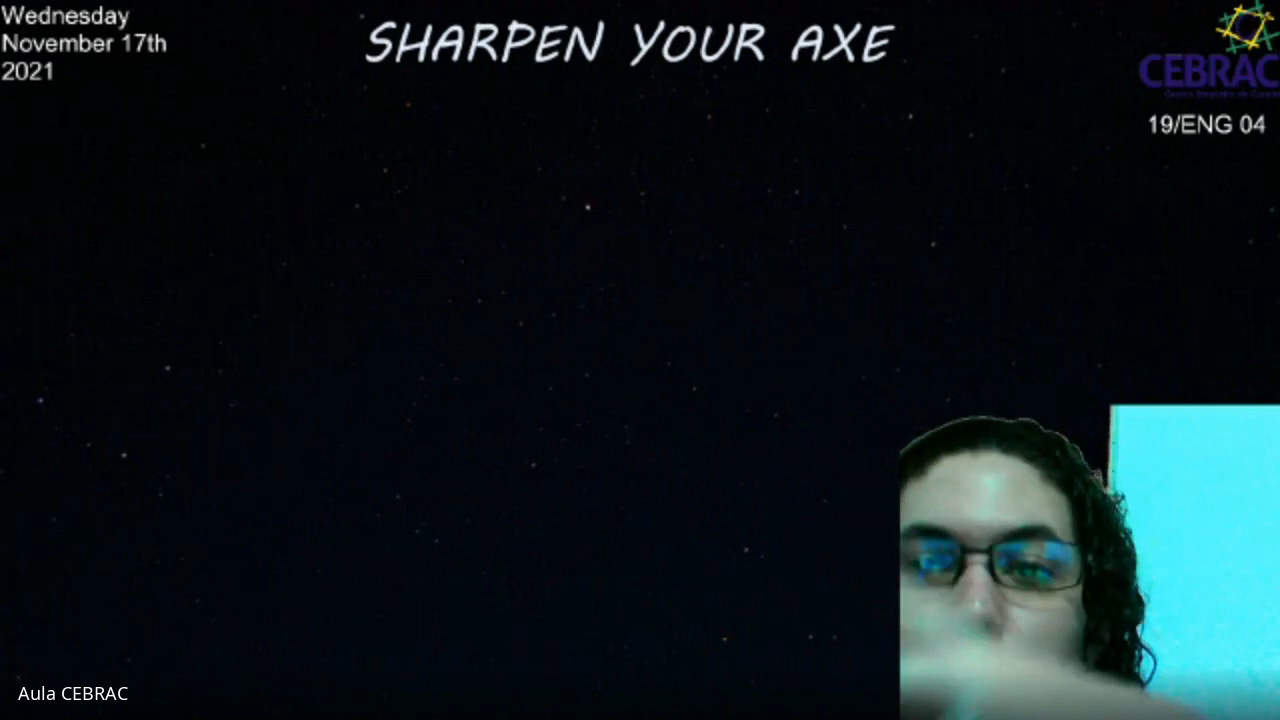 Wednesday
November 17th
2021
SHARPEN YOUR AXE
CEBRAC
19/ENG 04
Aula CEBRAC